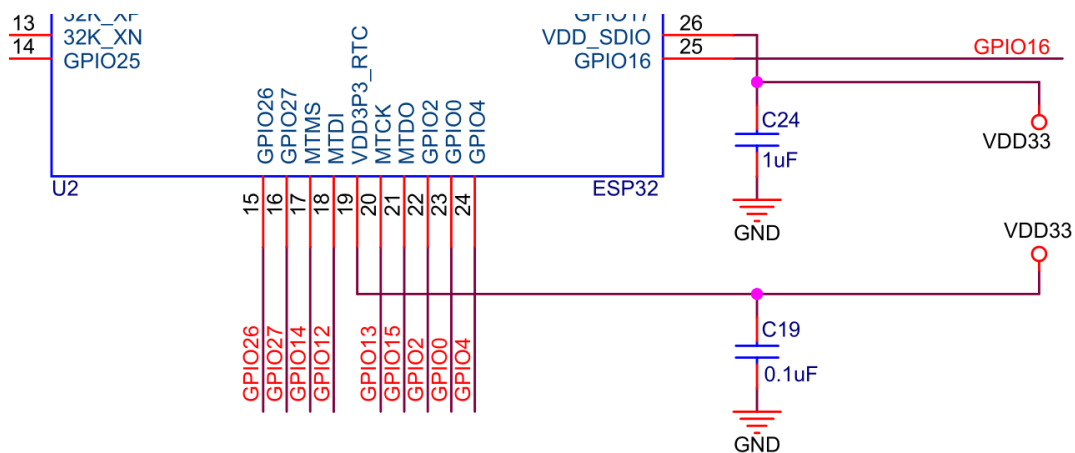 13
32K_XP
32K_XN
14
GPIO25
GPIO17
26
VDD_SDIO
25
GPIO16
GPIO16
GPIO26
GPIO27
MTMS
MTDI
VDD3P3_RTC
MTCK
MTDO
GPIO2
GPIO0
GPIO4
C24
1uF
VDD33
GND
U2
ESP32
15
16
17
18
19
20
21
22
23
24
VDD33
GPIO26
GPIO27
GPIO14
GPIO12
GPIO13
GPIO15
GPIO2
GPIO0
GPIO4
C19
0.1uF
GND